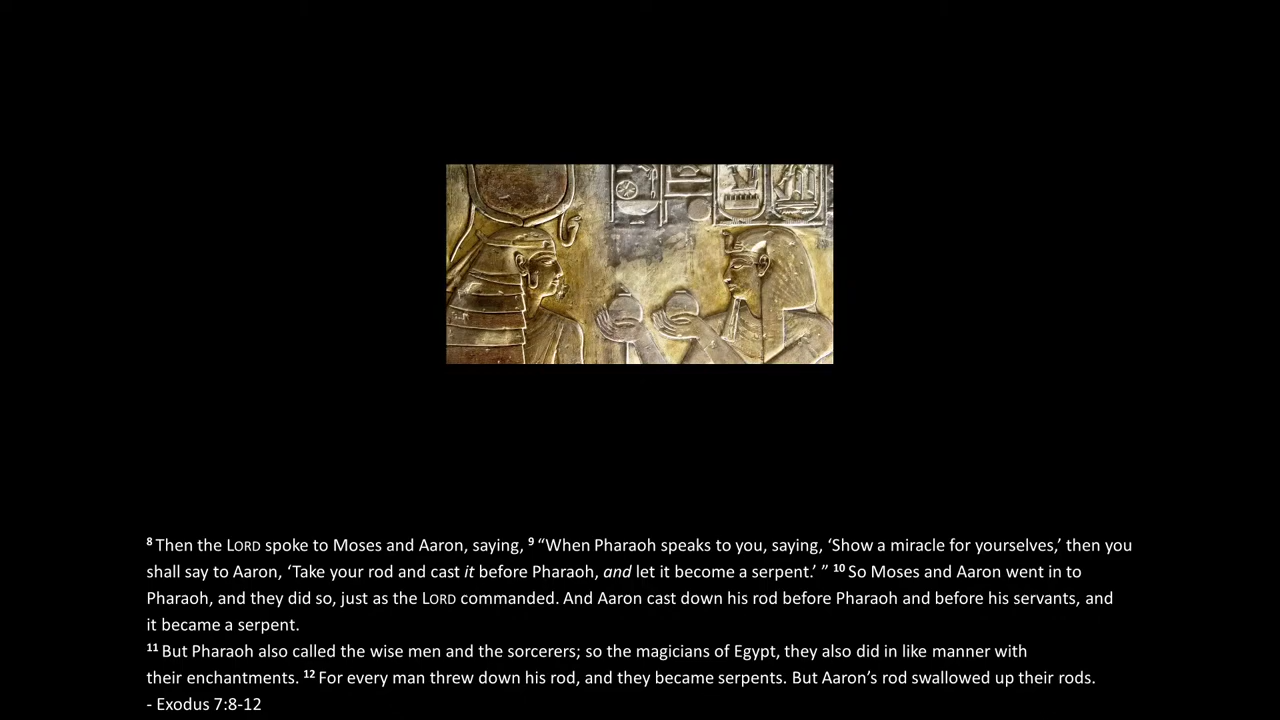 8 Then the LORD spoke to Moses and Aaron, saying, 9 “When Pharaoh speaks to you, saying, ‘Show a miracle for yourselves,’ then you
shall say to Aaron, ‘Take your rod and cast it before Pharaoh, and let it become a serpent.’ ” 10 So Moses and Aaron went in to
Pharaoh, and they did so, just as the LORD commanded. And Aaron cast down his rod before Pharaoh and before his servants, and
it became a serpent.
11 But Pharaoh also called the wise men and the sorcerers; so the magicians of Egypt, they also did in like manner with
their enchantments. 12 For every man threw down his rod, and they became serpents. But Aaron’s rod swallowed up their rods.
- Exodus 7:8-12